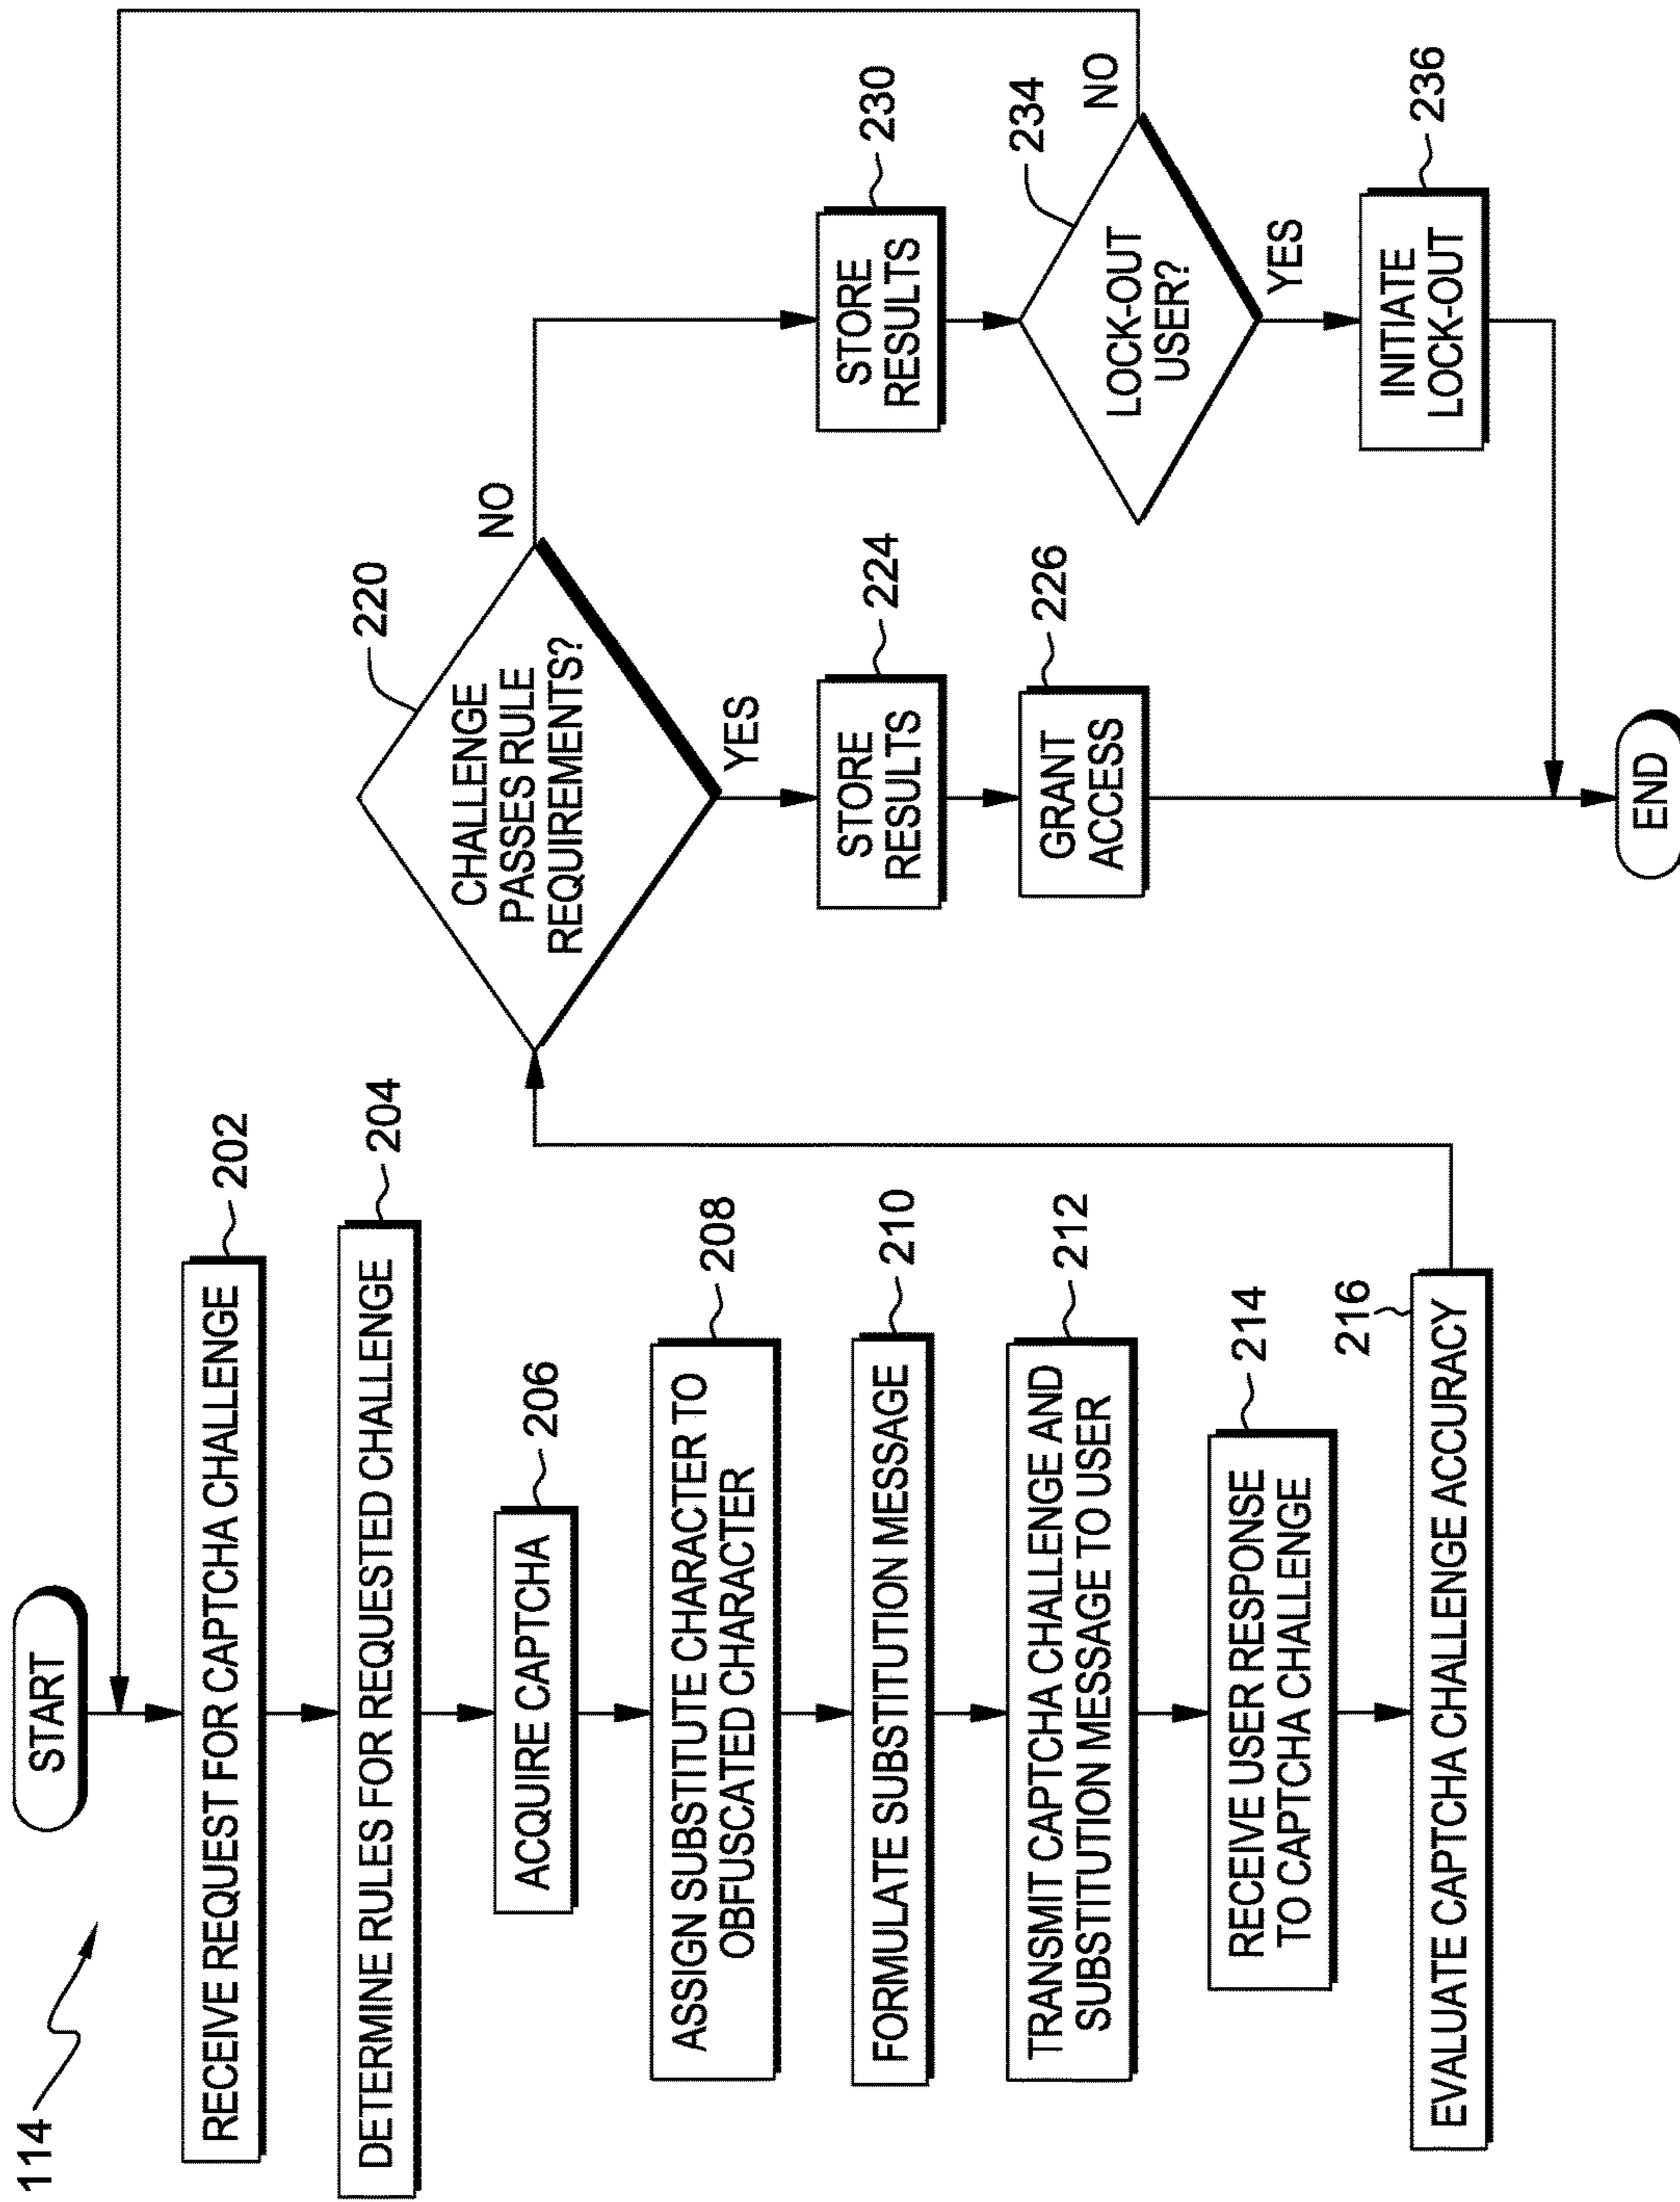 114
START
RECEIVE REQUEST FOR CAPTCHA CHALLENGE
202
DETERMINE RULES FOR REQUESTED CHALLENGE
204
ACQUIRE CAPTCHA
206
ASSIGN SUBSTITUTE CHARACTER TO
OBFUSCATED CHARACTER
208
FORMULATE SUBSTITUTION MESSAGE
210
TRANSMIT CAPTCHA CHALLENGE AND
SUBSTITUTION MESSAGE TO USER
212
RECEIVE USER RESPONSE
TO CAPTCHA CHALLENGE
214
EVALUATE CAPTCHA CHALLENGE ACCURACY
216
CHALLENGE
PASSES RULE
REQUIREMENTS?
220
NO
YES
STORE
RESULTS
224
GRANT
ACCESS
226
STORE
RESULTS
230
LOCK-OUT
USER?
234
NO
YES
INITIATE
LOCK-OUT
236
END